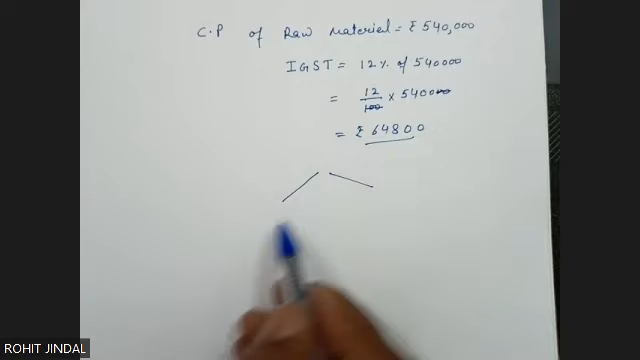 C.P of Raw Material = ₹ 540,000
IGST = 12% of 540000
= 12/100 x 540000
= ₹ 64800
ROHIT JINDAL